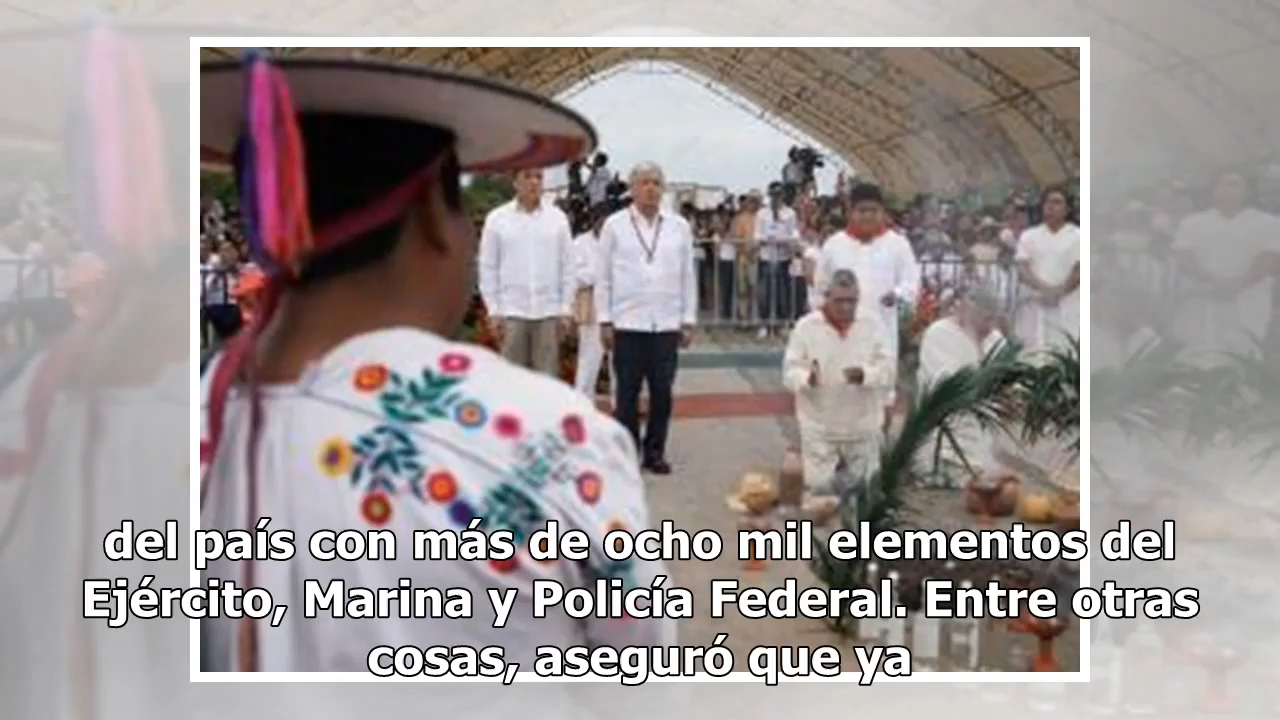 del país con más de ocho mil elementos del
Ejército, Marina y Policía Federal. Entre otras
cosas, aseguró que ya